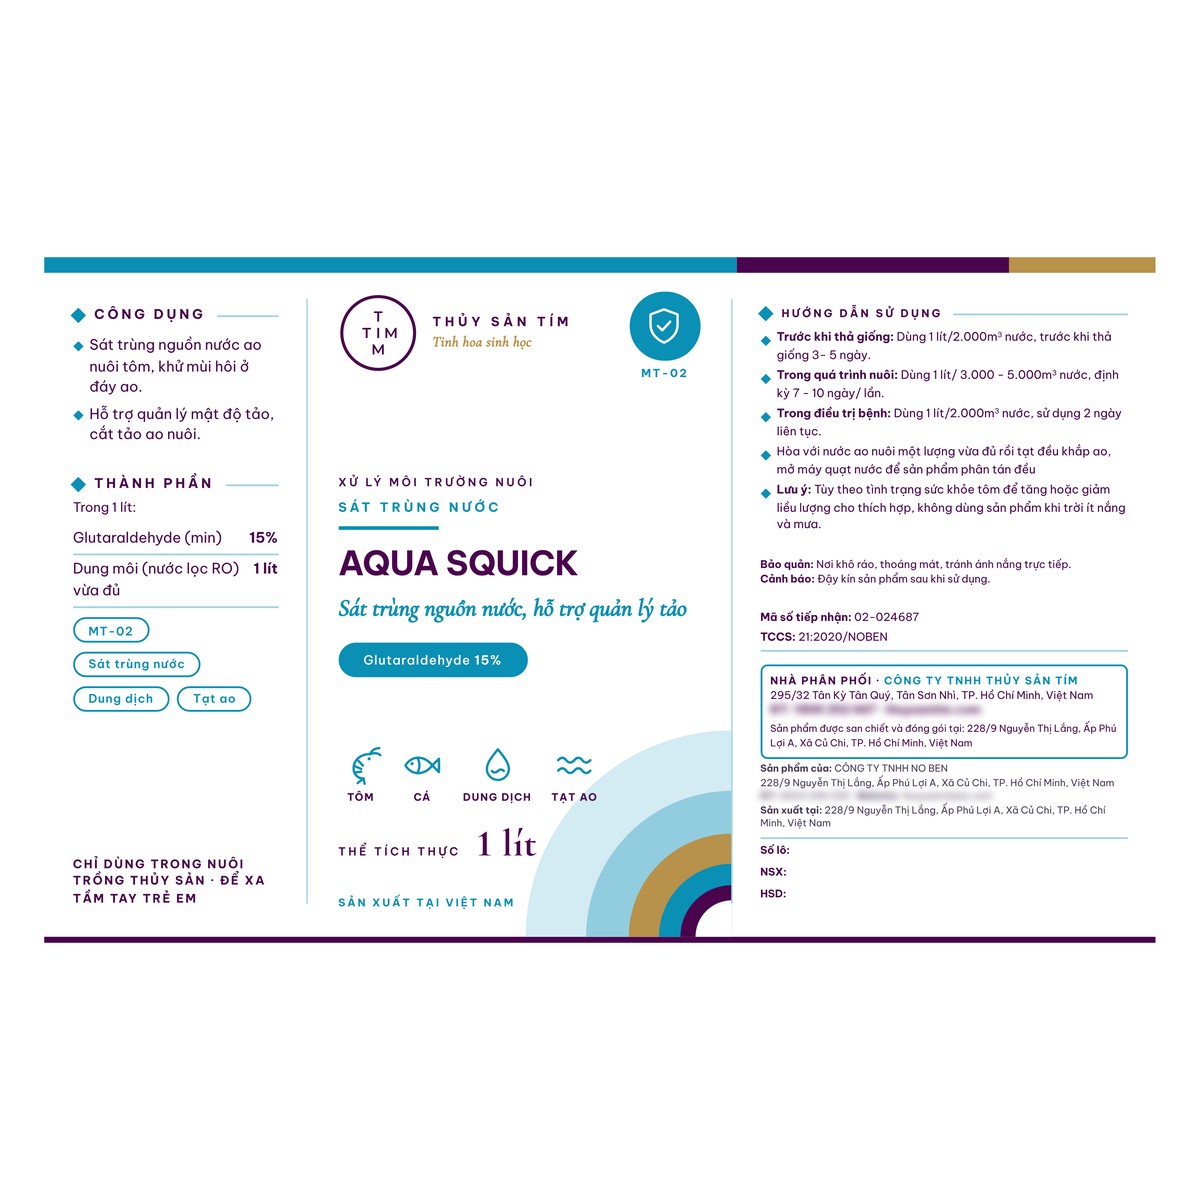 CÔNG DỤNG
Sát trùng nguồn nước ao
nuôi tôm, khử mùi hôi ở
đáy ao.
Hỗ trợ quản lý mật độ tảo,
cắt tảo ao nuôi.
THÀNH PHẦN
Trong 1 lít:
Glutaraldehyde (min) 15%
Dung môi (nước lọc RO) 1 lít
vừa đủ
MT-02
Sát trùng nước
Dung dịch Tạt ao
CHỈ DÙNG TRONG NUÔI
TRỒNG THỦY SẢN · ĐỂ XA
TẦM TAY TRẺ EM
T
TIM
M
THỦY SẢN TÍM
Tinh hoa sinh học
MT-02
XỬ LÝ MÔI TRƯỜNG NUÔI
SÁT TRÙNG NƯỚC
AQUA SQUICK
Sát trùng nguồn nước, hỗ trợ quản lý tảo
Glutaraldehyde 15%
TÔM CÁ DUNG DỊCH TẠT AO
THỂ TÍCH THỰC 1 lít
SẢN XUẤT TẠI VIỆT NAM
HƯỚNG DẪN SỬ DỤNG
Trước khi thả giống: Dùng 1 lít/2.000m³ nước, trước khi thả
giống 3- 5 ngày.
Trong quá trình nuôi: Dùng 1 lít/ 3.000 - 5.000m³ nước, định
kỳ 7 - 10 ngày/ lần.
Trong điều trị bệnh: Dùng 1 lít/2.000m³ nước, sử dụng 2 ngày
liên tục.
Hòa với nước ao nuôi một lượng vừa đủ rồi tạt đều khắp ao,
mở máy quạt nước để sản phẩm phân tán đều
Lưu ý: Tùy theo tình trạng sức khỏe tôm để tăng hoặc giảm
liều lượng cho thích hợp, không dùng sản phẩm khi trời ít nắng
và mưa.
Bảo quản: Nơi khô ráo, thoáng mát, tránh ánh nắng trực tiếp.
Cảnh báo: Đậy kín sản phẩm sau khi sử dụng.
Mã số tiếp nhận: 02-024687
TCCS: 21:2020/NOBEN
NHÀ PHÂN PHỐI · CÔNG TY TNHH THỦY SẢN TÍM
295/32 Tân Kỳ Tân Quý, Tân Sơn Nhì, TP. Hồ Chí Minh, Việt Nam
Sản phẩm được san chiết và đóng gói tại: 228/9 Nguyễn Thị Lắng, Ấp Phú
Lợi A, Xã Củ Chi, TP. Hồ Chí Minh, Việt Nam
Sản phẩm của: CÔNG TY TNHH NO BEN
228/9 Nguyễn Thị Lắng, Ấp Phú Lợi A, Xã Củ Chi, TP. Hồ Chí Minh, Việt Nam
Sản xuất tại: 228/9 Nguyễn Thị Lắng, Ấp Phú Lợi A, Xã Củ Chi, TP. Hồ Chí
Minh, Việt Nam
Số lô:
NSX:
HSD: